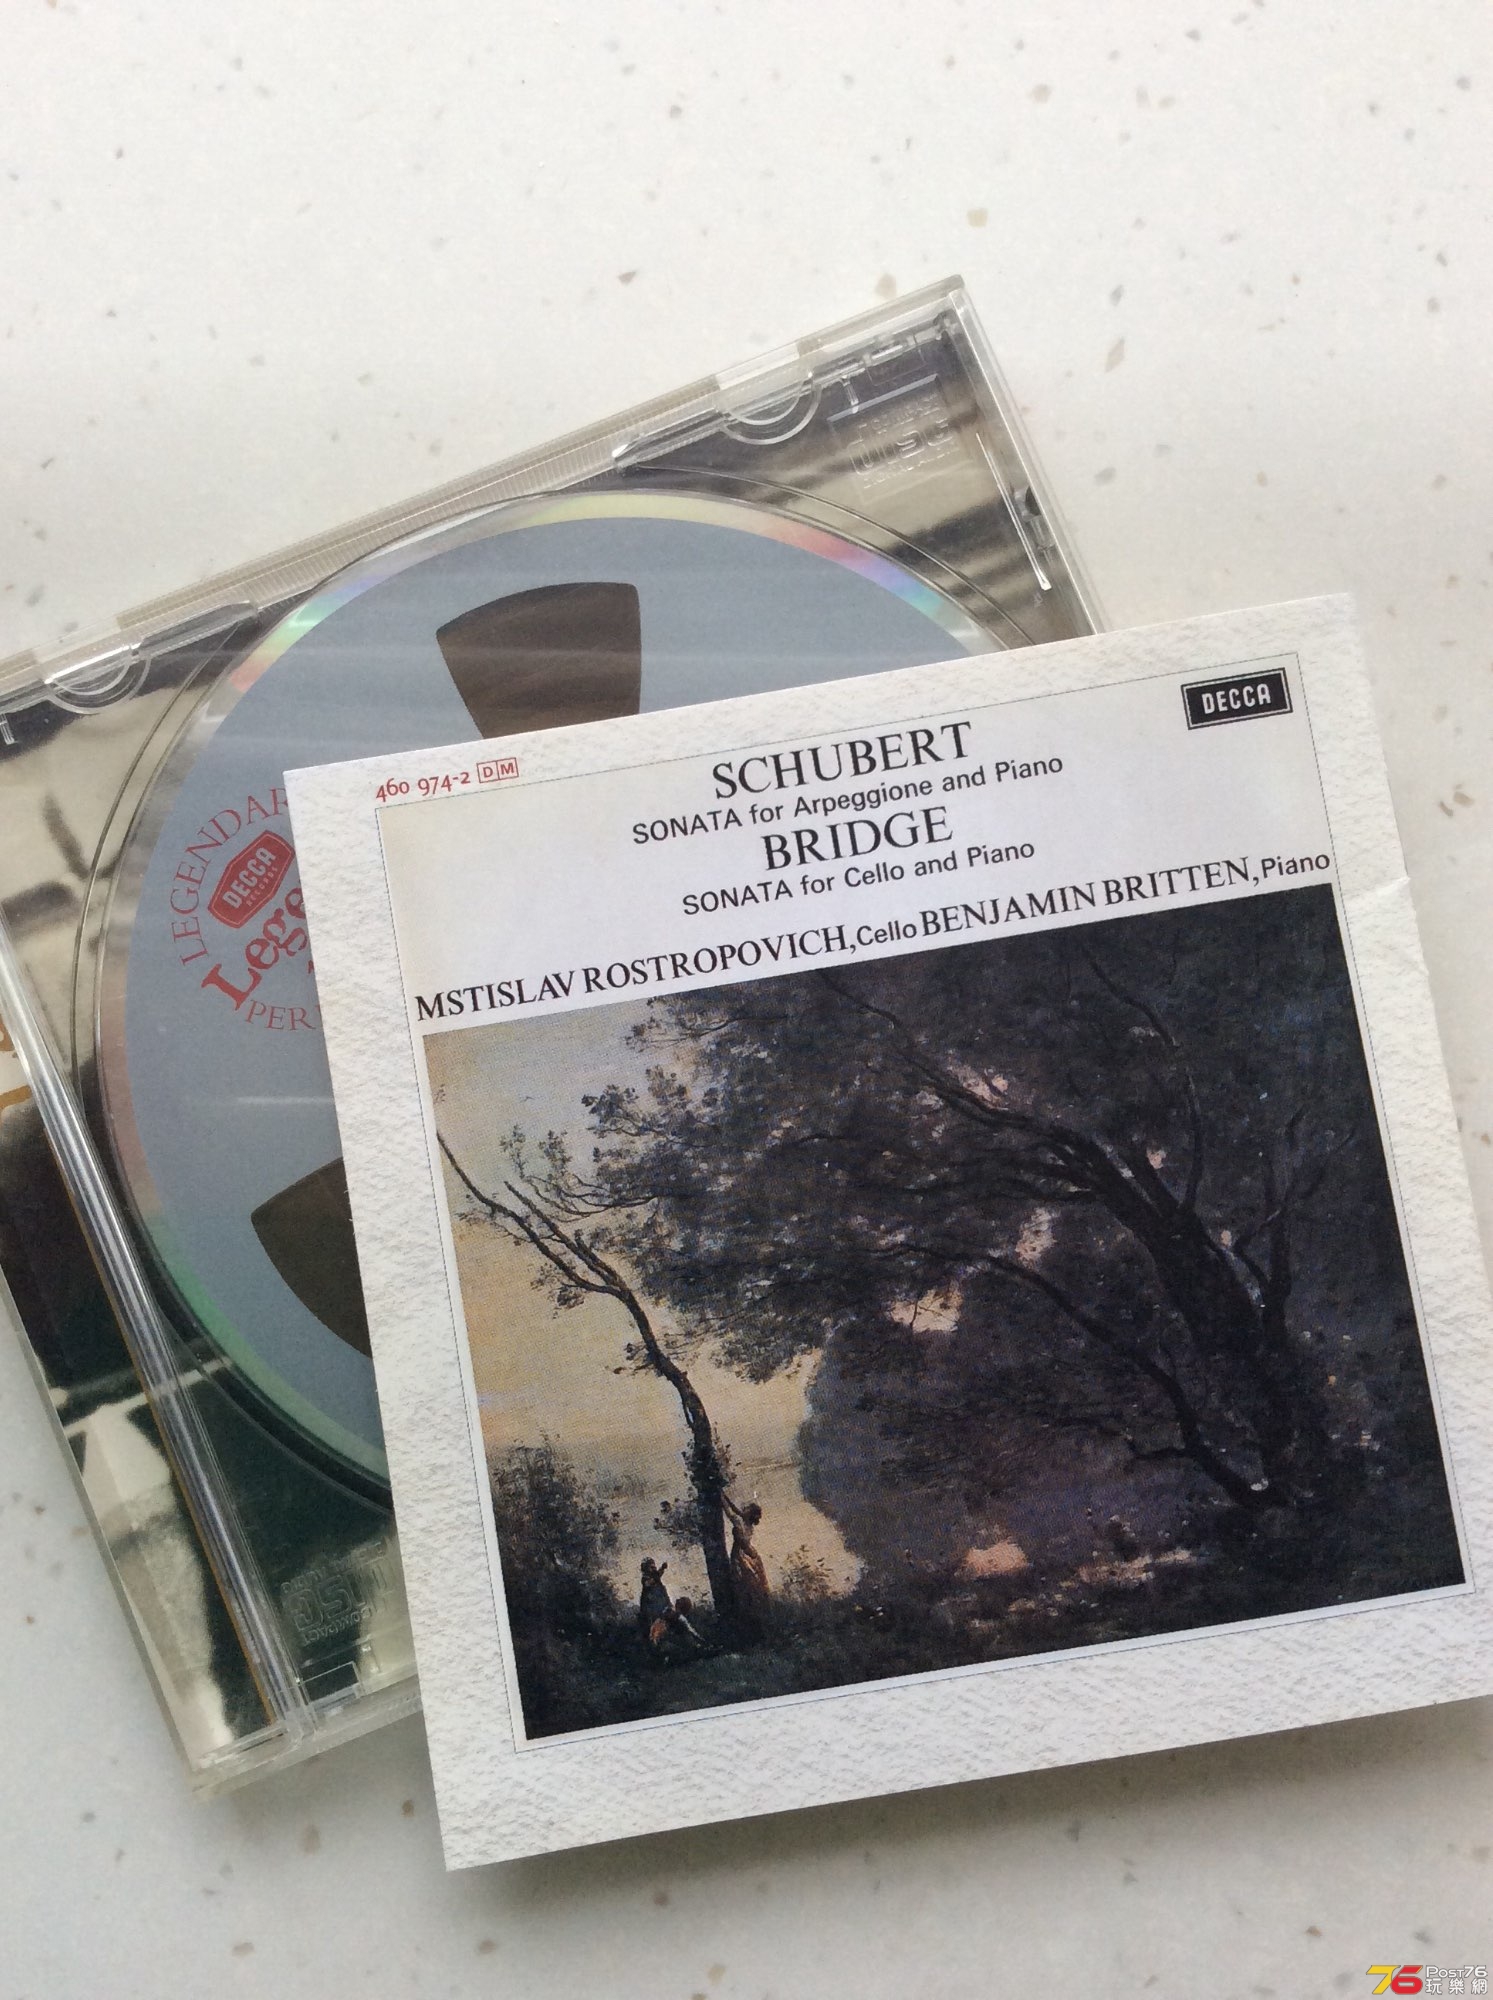 460 974-2 DM
DECCA
SCHUBERT
SONATA for Arpeggione and Piano
BRIDGE
SONATA for Cello and Piano
MSTISLAV ROSTROPOVICH, Cello BENJAMIN BRITTEN, Piano
LEGENDAR
DECCA
RECORDS
Lege
PER
POST76
玩樂網